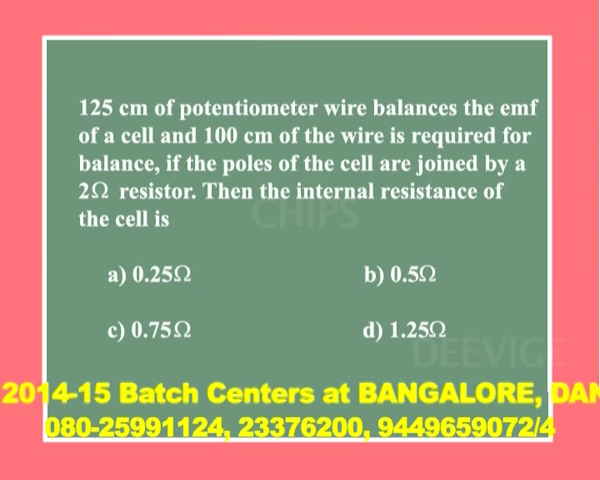 125 cm of potentiometer wire balances the emf
of a cell and 100 cm of the wire is required for
balance, if the poles of the cell are joined by a
2Ω resistor. Then the internal resistance of
the cell is
CHIPS
a) 0.25Ω b) 0.5Ω
c) 0.75Ω d) 1.25Ω
DEEVIGE
2014-15 Batch Centers at BANGALORE, DAN
080-25991124, 23376200, 9449659072/4